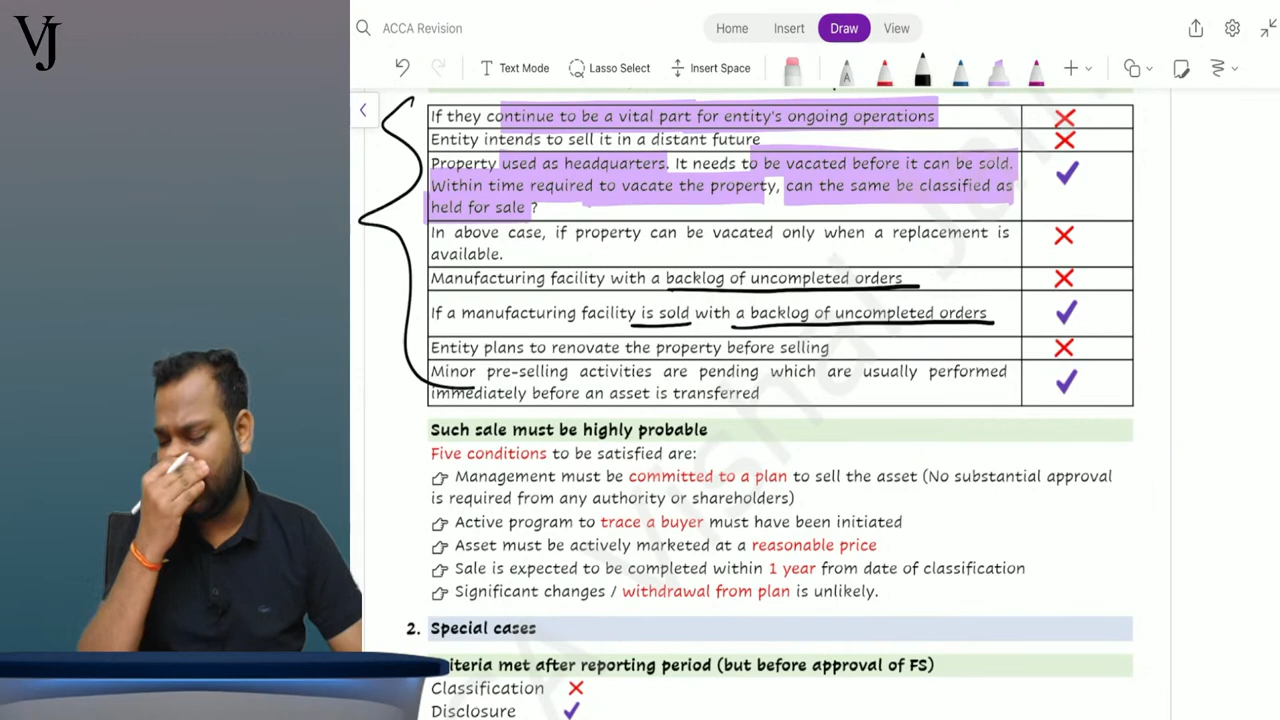 VJ
ACCA Revision
Home Insert Draw View
Text Mode Lasso Select Insert Space
If they continue to be a vital part for entity's ongoing operations
Entity intends to sell it in a distant future
Property used as headquarters. It needs to be vacated before it can be sold.
Within time required to vacate the property, can the same be classified as
held for sale ?
In above case, if property can be vacated only when a replacement is
available.
Manufacturing facility with a backlog of uncompleted orders
If a manufacturing facility is sold with a backlog of uncompleted orders
Entity plans to renovate the property before selling
Minor pre-selling activities are pending which are usually performed
immediately before an asset is transferred
Such sale must be highly probable
Five conditions to be satisfied are:
Management must be committed to a plan to sell the asset (No substantial approval
is required from any authority or shareholders)
Active program to trace a buyer must have been initiated
Asset must be actively marketed at a reasonable price
Sale is expected to be completed within 1 year from date of classification
Significant changes / withdrawal from plan is unlikely.
2. Special cases
iteria met after reporting period (but before approval of FS)
Classification
Disclosure